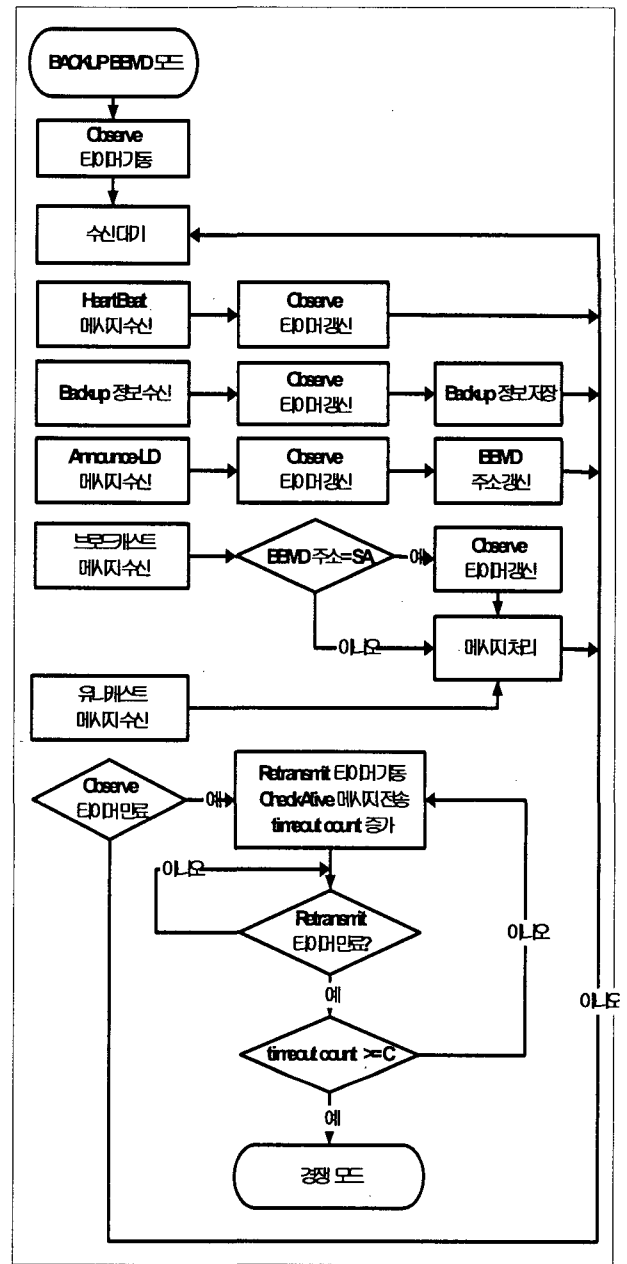 BACKUP BBMD 모드
Observe
타이머 기동
수신 대기
HeartBeat
메시지 수신
Observe
타이머 갱신
Backup 정보 수신
Observe
타이머 갱신
Backup 정보 저장
Announce-LD
메시지 수신
Observe
타이머 갱신
BBMD
주소 갱신
브로드캐스트
메시지 수신
BBMD 주소=SA
예
Observe
타이머 갱신
아니오
메시지 처리
유니캐스트
메시지 수신
Observe
타이머 만료
예
Retransmit 타이머 기동
CheckAtive 메시지 전송
timeout count 증가
아니오
Retransmit
타이머 만료?
아니오
예
아니오
timeout count >=C
예
경쟁 모드